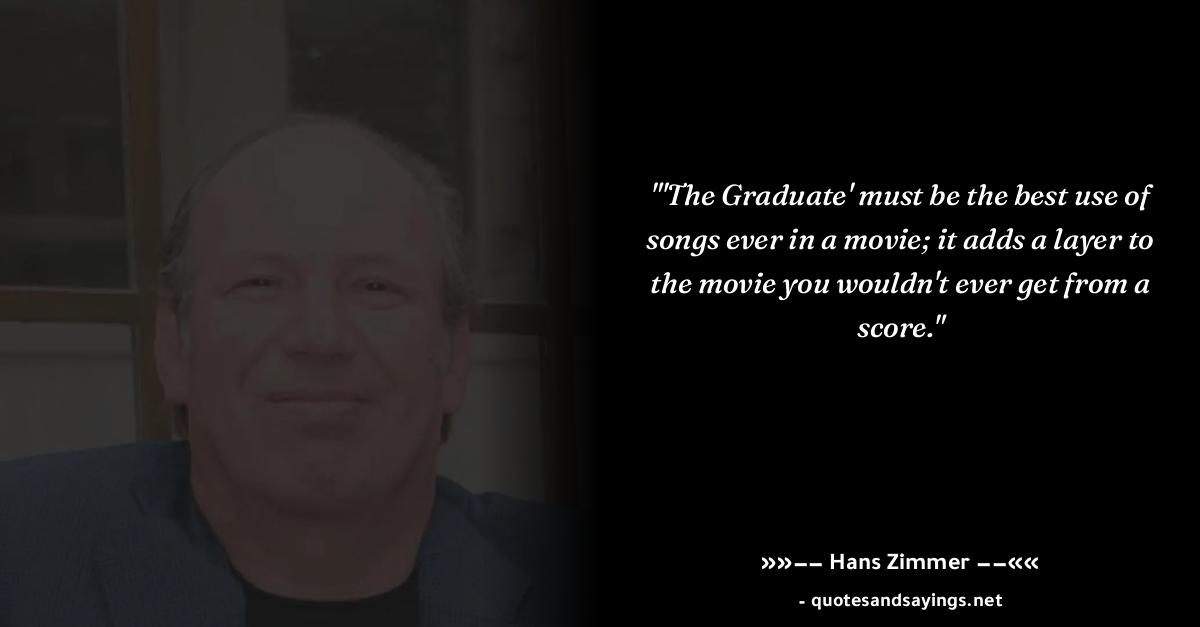 "'The Graduate' must be the best use of
songs ever in a movie; it adds a layer to
the movie you wouldn't ever get from a
score."
»»–– Hans Zimmer ––««
- quotesandsayings.net